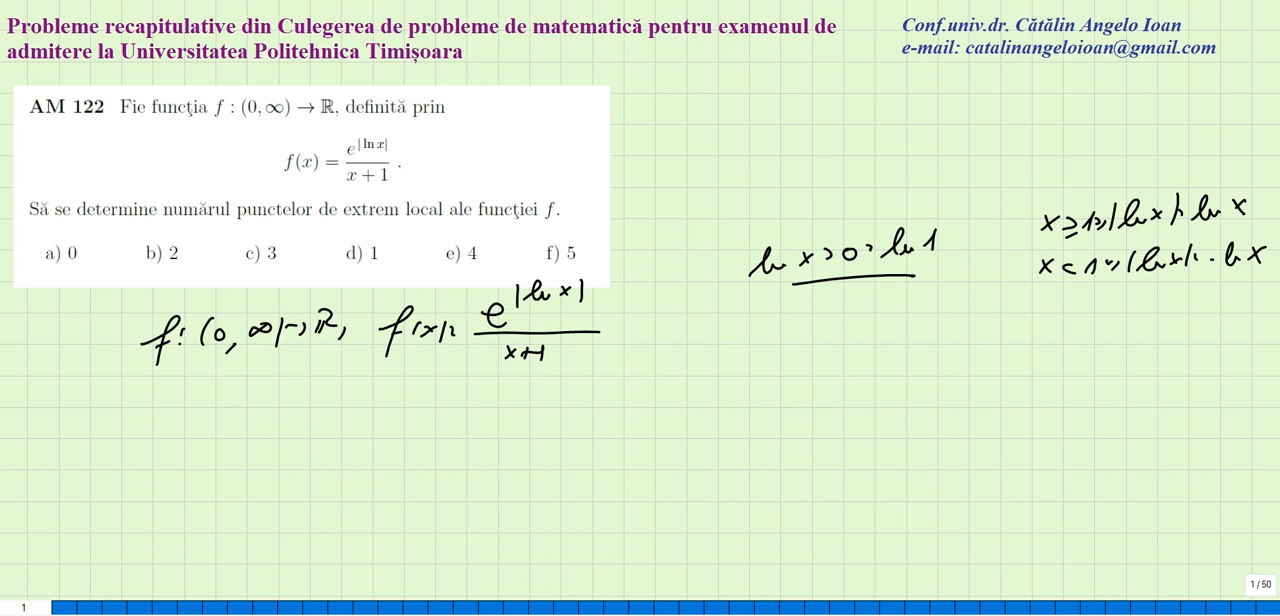 Probleme recapitulative din Culegerea de probleme de matematică pentru examenul de
admitere la Universitatea Politehnica Timișoara
Conf.univ.dr. Cătălin Angelo Ioan
e-mail: catalinangeloioan@gmail.com
AM 122 Fie funcţia f : (0, ∞) → ℝ, definită prin
f(x) = e^{|ln x|} / (x + 1) .
Să se determine numărul punctelor de extrem local ale funcţiei f.
a) 0 b) 2 c) 3 d) 1 e) 4 f) 5
x ≥ 1 ⇒ |ln x| = ln x
x < 1 ⇒ |ln x| = - ln x
ln x > 0 = ln 1
f: (0, ∞) → ℝ, f(x) = e^{|ln x|} / (x+1)
1 / 50
1